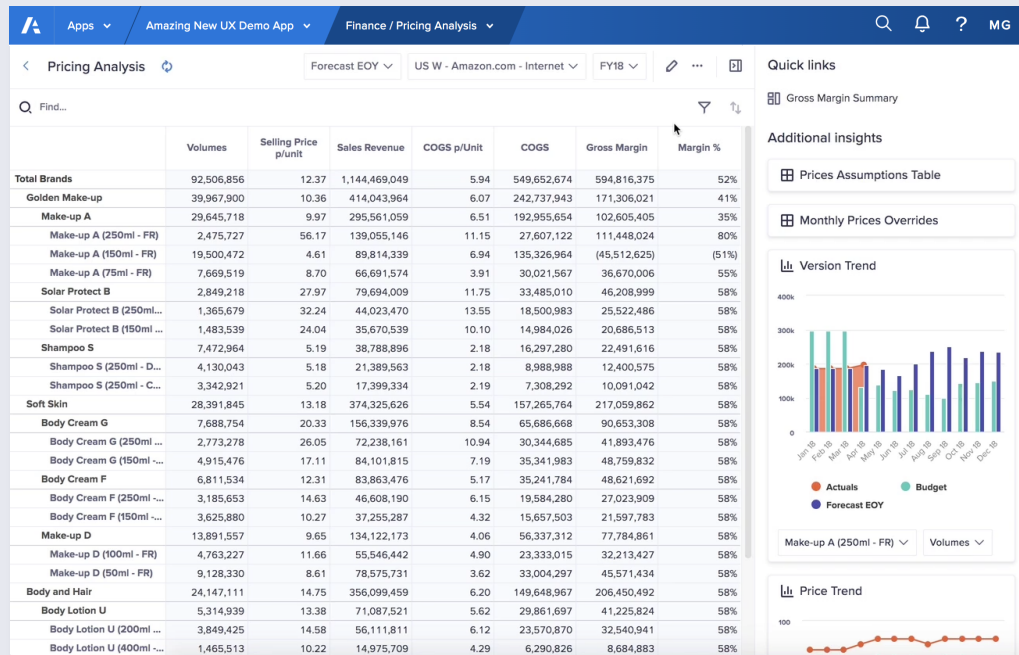 Apps
Amazing New UX Demo App
Finance / Pricing Analysis
MG
Pricing Analysis
Forecast EOY
US W - Amazon.com - Internet
FY18
Find...
Volumes Selling Price p/unit Sales Revenue COGS p/Unit COGS Gross Margin Margin %
Total Brands 92,506,856 12.37 1,144,469,049 5.94 549,652,674 594,816,375 52%
Golden Make-up 39,967,900 10.36 414,043,964 6.07 242,737,943 171,306,021 41%
Make-up A 29,645,718 9.97 295,561,059 6.51 192,955,654 102,605,405 35%
Make-up A (250ml - FR) 2,475,727 56.17 139,055,146 11.15 27,607,122 111,448,024 80%
Make-up A (150ml - FR) 19,500,472 4.61 89,814,339 6.94 135,326,964 (45,512,625) (51%)
Make-up A (75ml - FR) 7,669,519 8.70 66,691,574 3.91 30,021,567 36,670,006 55%
Solar Protect B 2,849,218 27.97 79,694,009 11.75 33,485,010 46,208,999 58%
Solar Protect B (250ml... 1,365,679 32.24 44,023,470 13.55 18,500,983 25,522,486 58%
Solar Protect B (150ml ... 1,483,539 24.04 35,670,539 10.10 14,984,026 20,686,513 58%
Shampoo S 7,472,964 5.19 38,788,896 2.18 16,297,280 22,491,616 58%
Shampoo S (250ml - D... 4,130,043 5.18 21,389,563 2.18 8,988,988 12,400,575 58%
Shampoo S (250ml - C... 3,342,921 5.20 17,399,334 2.19 7,308,292 10,091,042 58%
Soft Skin 28,391,845 13.18 374,325,626 5.54 157,265,764 217,059,862 58%
Body Cream G 7,688,754 20.33 156,339,976 8.54 65,686,668 90,653,308 58%
Body Cream G (250ml ... 2,773,278 26.05 72,238,161 10.94 30,344,685 41,893,476 58%
Body Cream G (150ml -... 4,915,476 17.11 84,101,815 7.19 35,341,983 48,759,832 58%
Body Cream F 6,811,534 12.31 83,863,476 5.17 35,241,784 48,621,692 58%
Body Cream F (250ml -... 3,185,653 14.63 46,608,190 6.15 19,584,280 27,023,909 58%
Body Cream F (150ml -... 3,625,880 10.27 37,255,287 4.32 15,657,503 21,597,783 58%
Make-up D 13,891,557 9.65 134,122,173 4.06 56,337,312 77,784,861 58%
Make-up D (100ml - FR) 4,763,227 11.66 55,546,442 4.90 23,333,015 32,213,427 58%
Make-up D (50ml - FR) 9,128,330 8.61 78,575,731 3.62 33,004,297 45,571,434 58%
Body and Hair 24,147,111 14.75 356,099,459 6.20 149,648,967 206,450,492 58%
Body Lotion U 5,314,939 13.38 71,087,521 5.62 29,861,697 41,225,824 58%
Body Lotion U (200ml ... 3,849,425 14.58 56,111,811 6.12 23,570,870 32,540,941 58%
Body Lotion U (400ml -... 1,465,513 10.22 14,975,709 4.29 6,290,826 8,684,883 58%
Quick links
Gross Margin Summary
Additional insights
Prices Assumptions Table
Monthly Prices Overrides
Version Trend
400k
300k
200k
100k
0
Jan 18 Feb 18 Mar 18 Apr 18 May 18 Jun 18 Jul 18 Aug 18 Sep 18 Oct 18 Nov 18 Dec 18
Actuals Budget
Forecast EOY
Make-up A (250ml - FR) Volumes
Price Trend
100